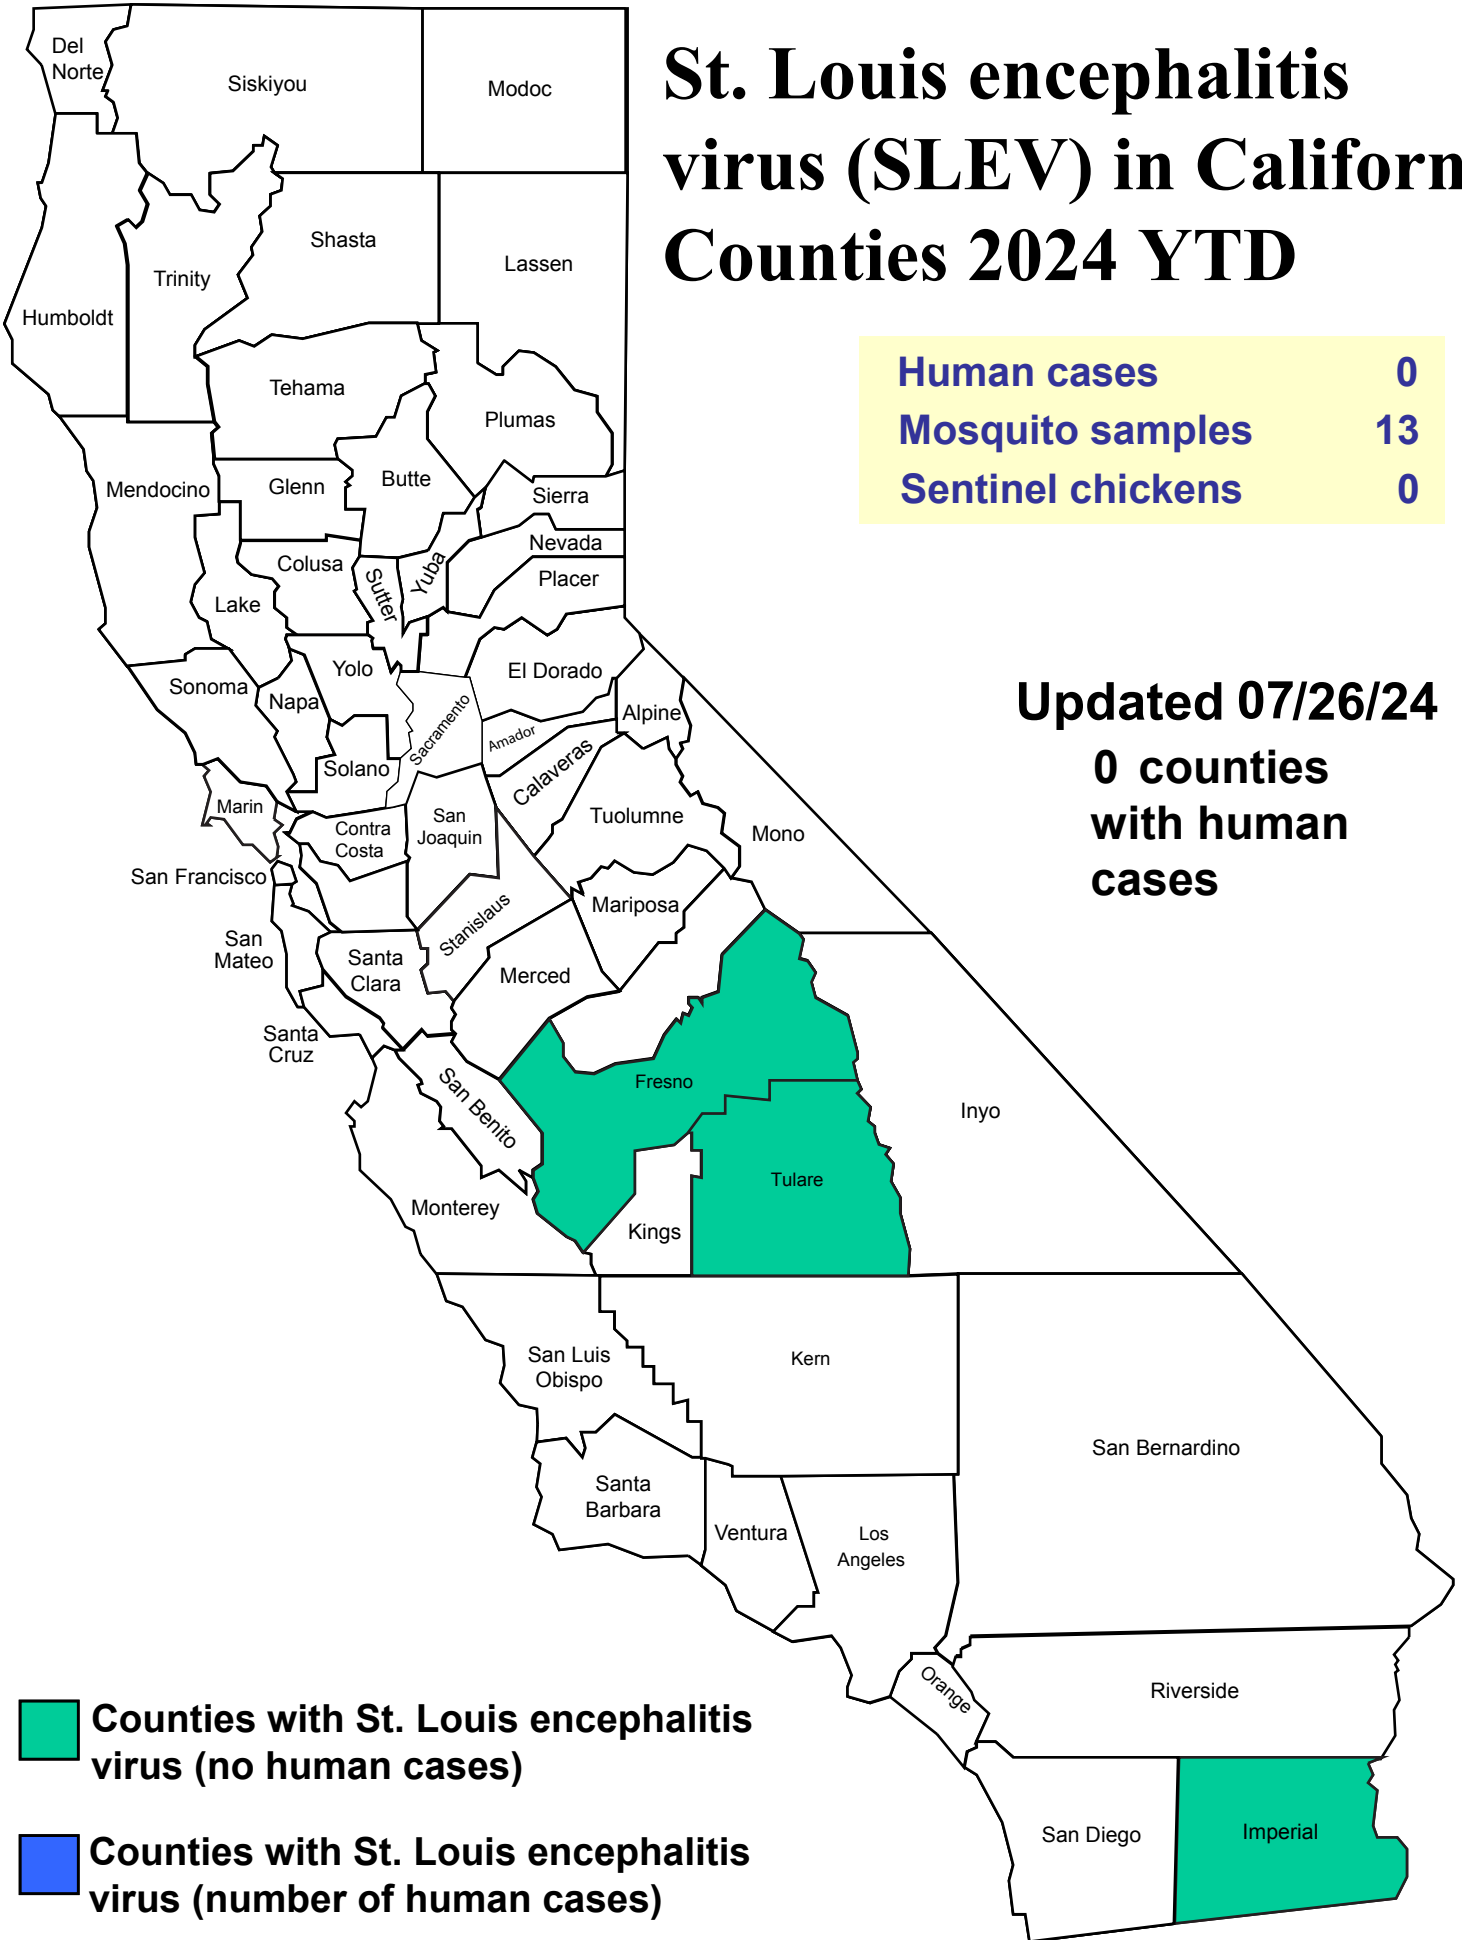 St. Louis encephalitis
virus (SLEV) in Californ
Counties 2024 YTD
Human cases 0
Mosquito samples 13
Sentinel chickens 0
Updated 07/26/24
0 counties
with human
cases
Del
Norte
Siskiyou
Modoc
Shasta
Trinity
Lassen
Humboldt
Tehama
Plumas
Mendocino
Glenn
Butte
Sierra
Nevada
Colusa
Sutter
Yuba
Placer
Lake
Yolo
El Dorado
Sonoma
Napa
Sacramento
Amador
Alpine
Solano
Calaveras
Marin
Contra
Costa
San
Joaquin
Tuolumne
Mono
San Francisco
Stanislaus
Mariposa
San
Mateo
Santa
Clara
Merced
Santa
Cruz
San Benito
Fresno
Inyo
Monterey
Kings
Tulare
San Luis
Obispo
Kern
San Bernardino
Santa
Barbara
Ventura
Los
Angeles
Orange
Riverside
San Diego
Imperial
Counties with St. Louis encephalitis
virus (no human cases)
Counties with St. Louis encephalitis
virus (number of human cases)